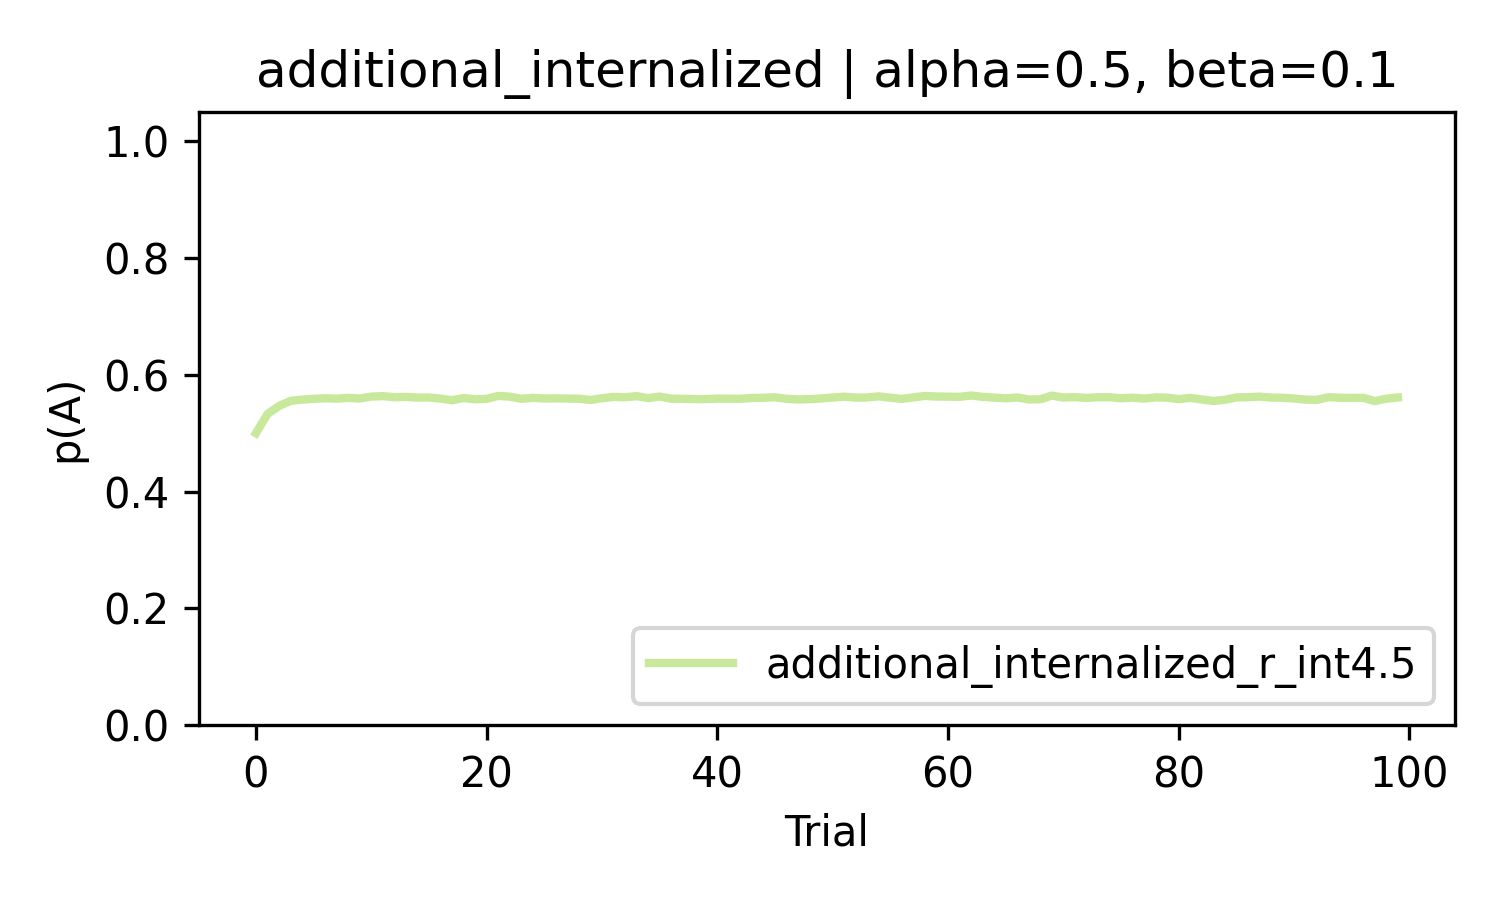 additional_internalized | alpha=0.5, beta=0.1
p(A)
1.0
0.8
0.6
0.4
0.2
0.0
additional_internalized_r_int4.5
0 20 40 60 80 100
Trial